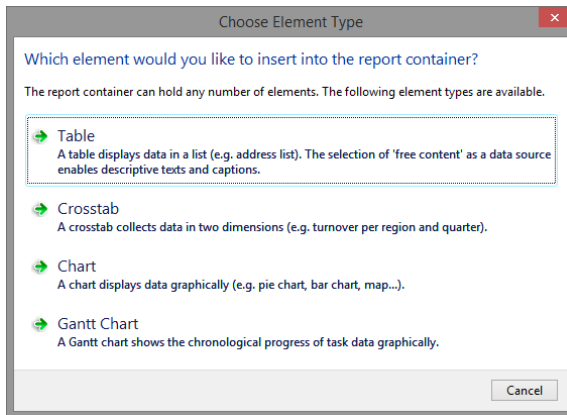 Choose Element Type
Which element would you like to insert into the report container?
The report container can hold any number of elements. The following element types are available.
Table
A table displays data in a list (e.g. address list). The selection of 'free content' as a data source
enables descriptive texts and captions.
Crosstab
A crosstab collects data in two dimensions (e.g. turnover per region and quarter).
Chart
A chart displays data graphically (e.g. pie chart, bar chart, map...).
Gantt Chart
A Gantt chart shows the chronological progress of task data graphically.
Cancel